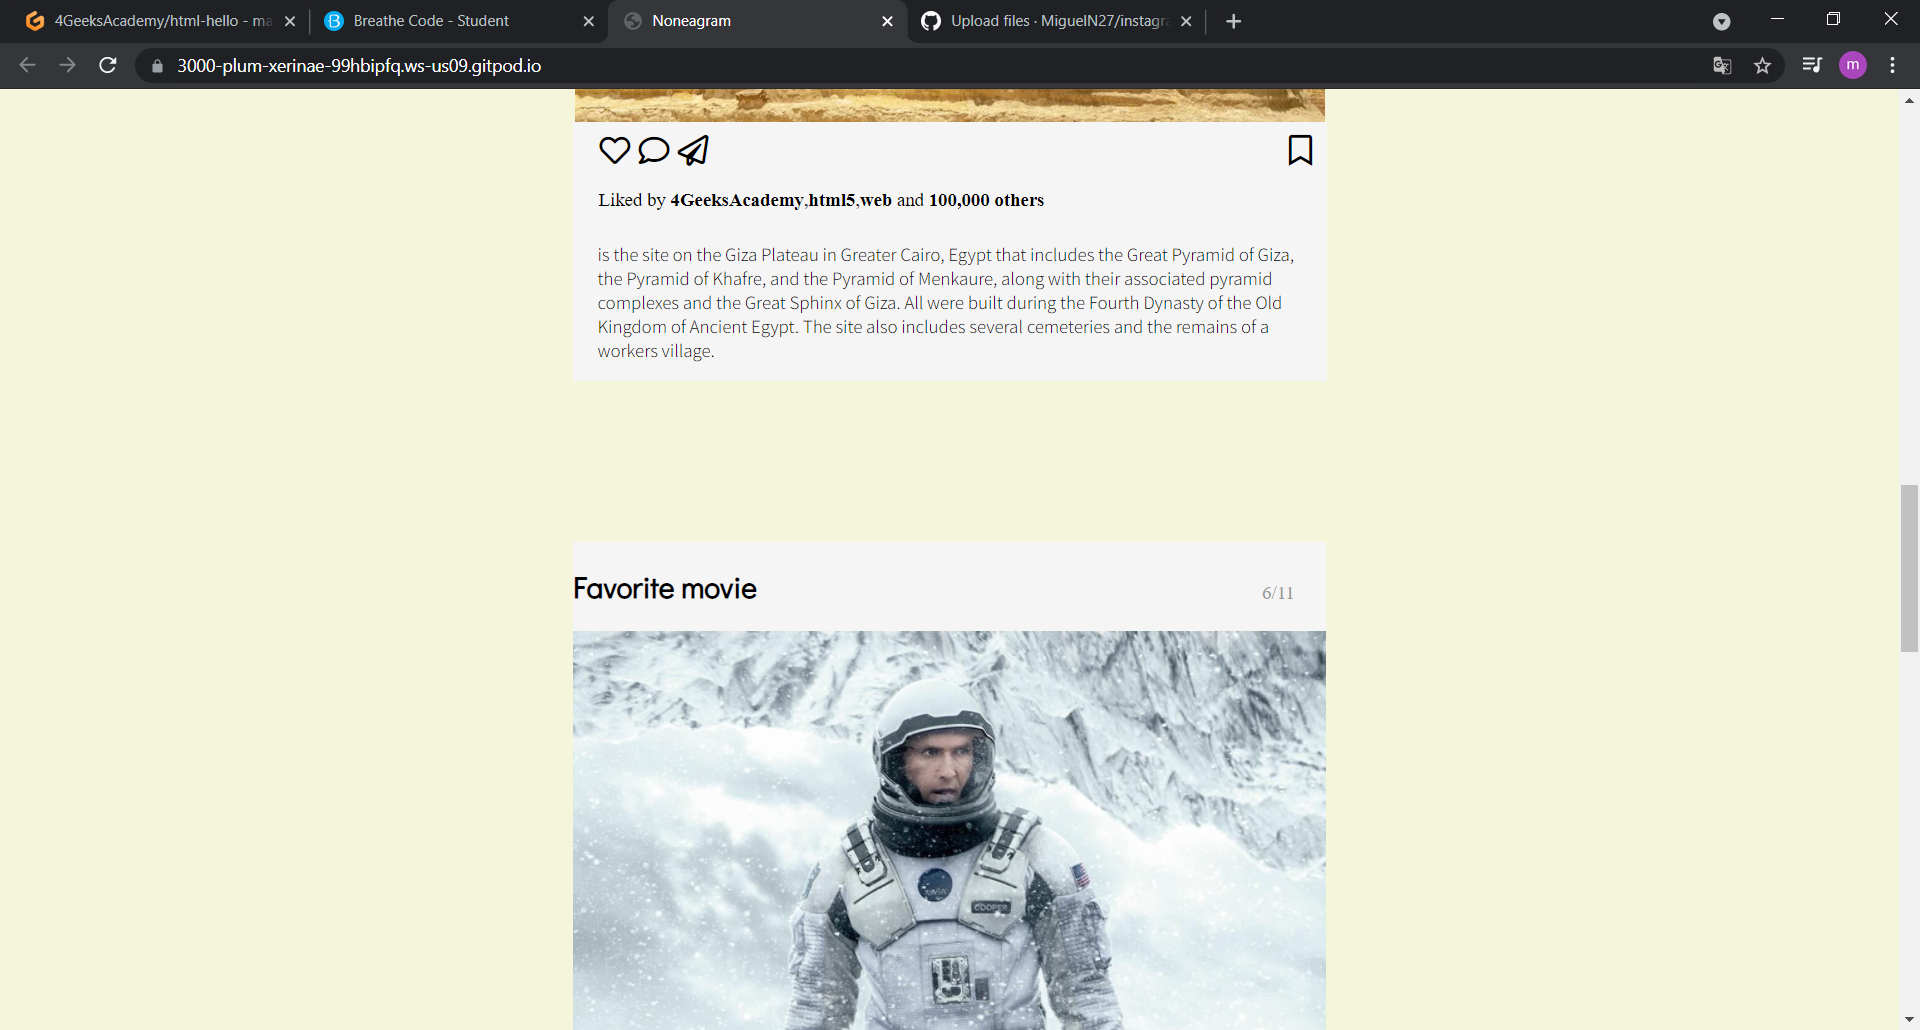 4GeeksAcademy/html-hello - ma
Breathe Code - Student
Noneagram
Upload files · MiguelN27/instagra
3000-plum-xerinae-99hbipfq.ws-us09.gitpod.io
m
Liked by 4GeeksAcademy,html5,web and 100,000 others
is the site on the Giza Plateau in Greater Cairo, Egypt that includes the Great Pyramid of Giza,
the Pyramid of Khafre, and the Pyramid of Menkaure, along with their associated pyramid
complexes and the Great Sphinx of Giza. All were built during the Fourth Dynasty of the Old
Kingdom of Ancient Egypt. The site also includes several cemeteries and the remains of a
workers village.
Favorite movie
6/11
NASA
COOPER